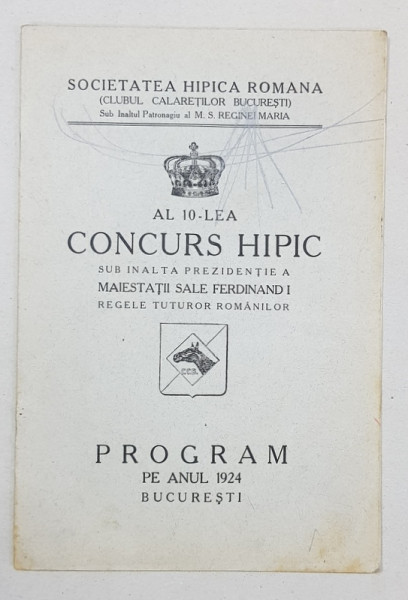 SOCIETATEA HIPICA ROMANA
(CLUBUL CALAREȚILOR BUCUREȘTI)
Sub Inaltul Patronagiu al M. S. REGINEI MARIA
AL 10-LEA
CONCURS HIPIC
SUB INALTA PREZIDENȚIE A
MAIESTAȚII SALE FERDINAND I
REGELE TUTUROR ROMÂNILOR
C.C.B.
PROGRAM
PE ANUL 1924
BUCUREȘTI